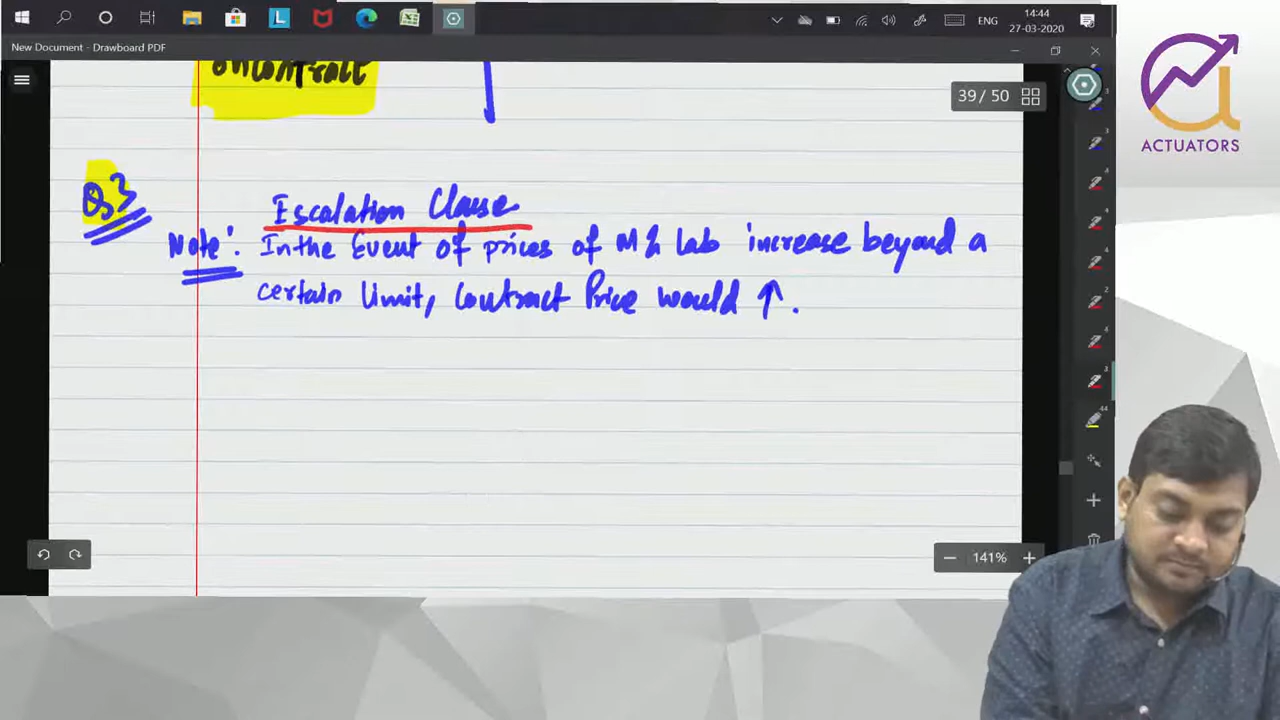 14:44
ENG
27-03-2020
New Document - Drawboard PDF
39 / 50
ACTUATORS
Q3
Escalation Clause
Note: In the Event of prices of M & Lab increase beyond a
certain limit, Contract Price would ↑.
141%